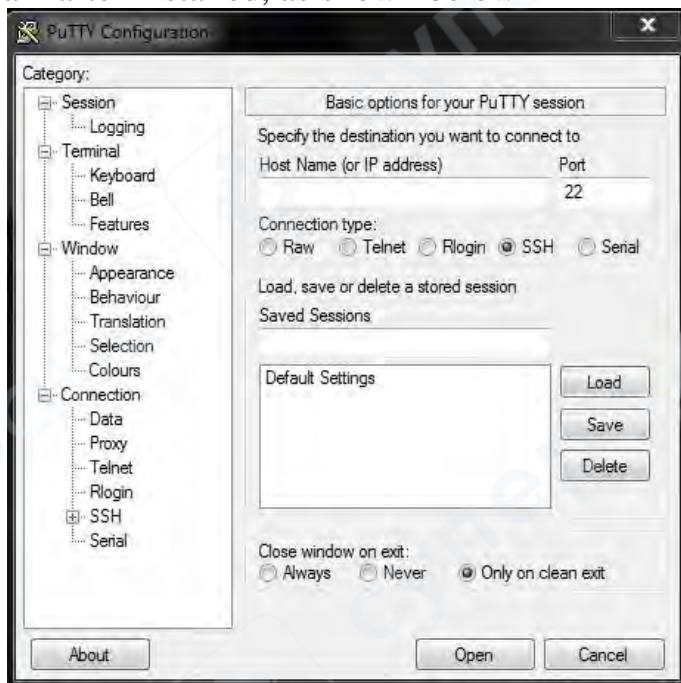 PuTTY Configuration
Category:
Session
Logging
Terminal
Keyboard
Bell
Features
Window
Appearance
Behaviour
Translation
Selection
Colours
Connection
Data
Proxy
Telnet
Rlogin
SSH
Serial
Basic options for your PuTTY session
Specify the destination you want to connect to
Host Name (or IP address) Port
22
Connection type:
Raw Telnet Rlogin SSH Serial
Load, save or delete a stored session
Saved Sessions
Default Settings
Load
Save
Delete
Close window on exit:
Always Never Only on clean exit
About Open Cancel